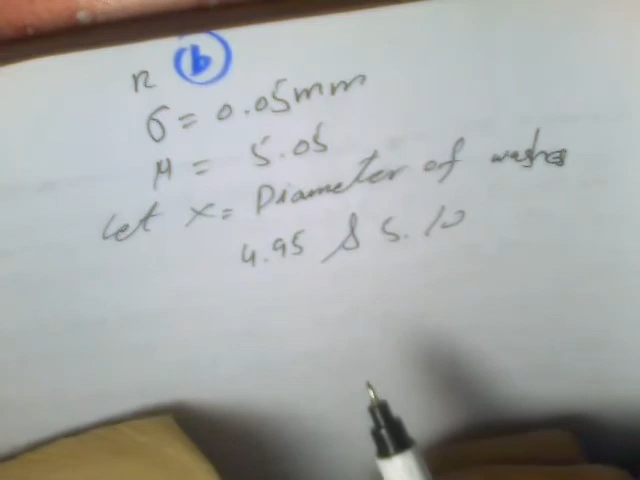 n (b)
σ = 0.05mm
μ = 5.05
Let x = Diameter of washer
4.95 & 5.10